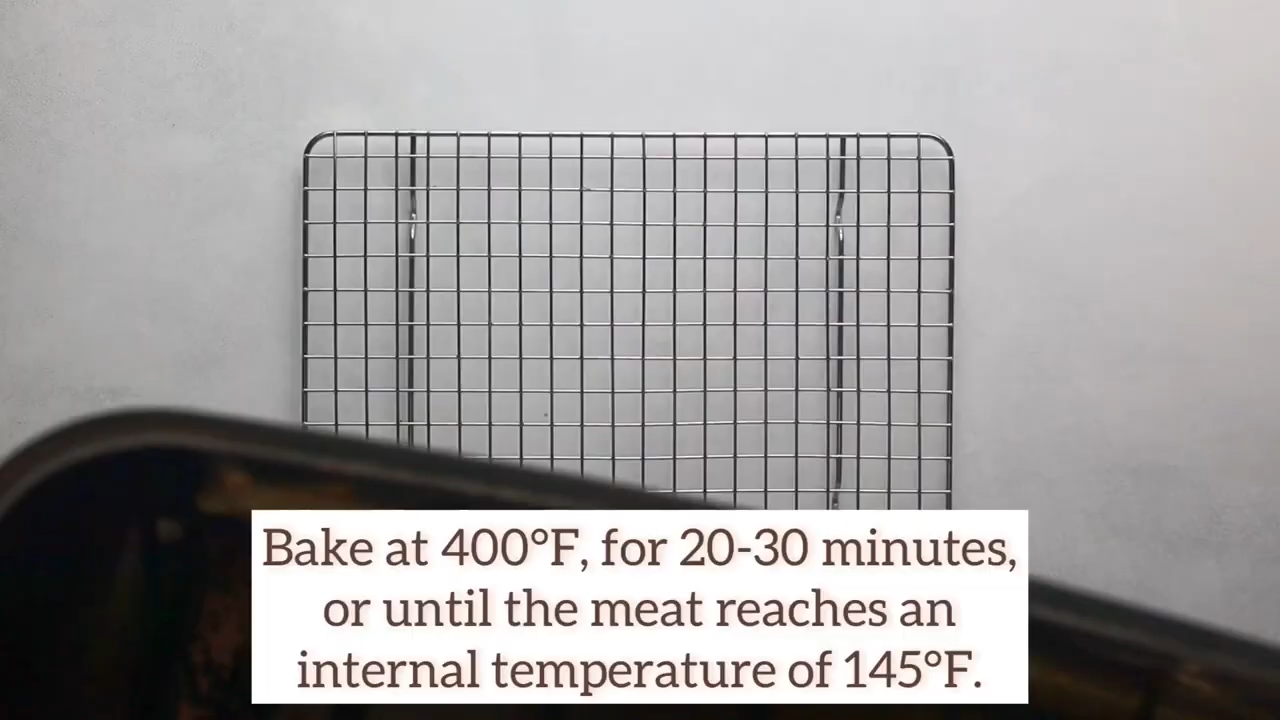 Bake at 400°F, for 20-30 minutes,
or until the meat reaches an
internal temperature of 145°F.